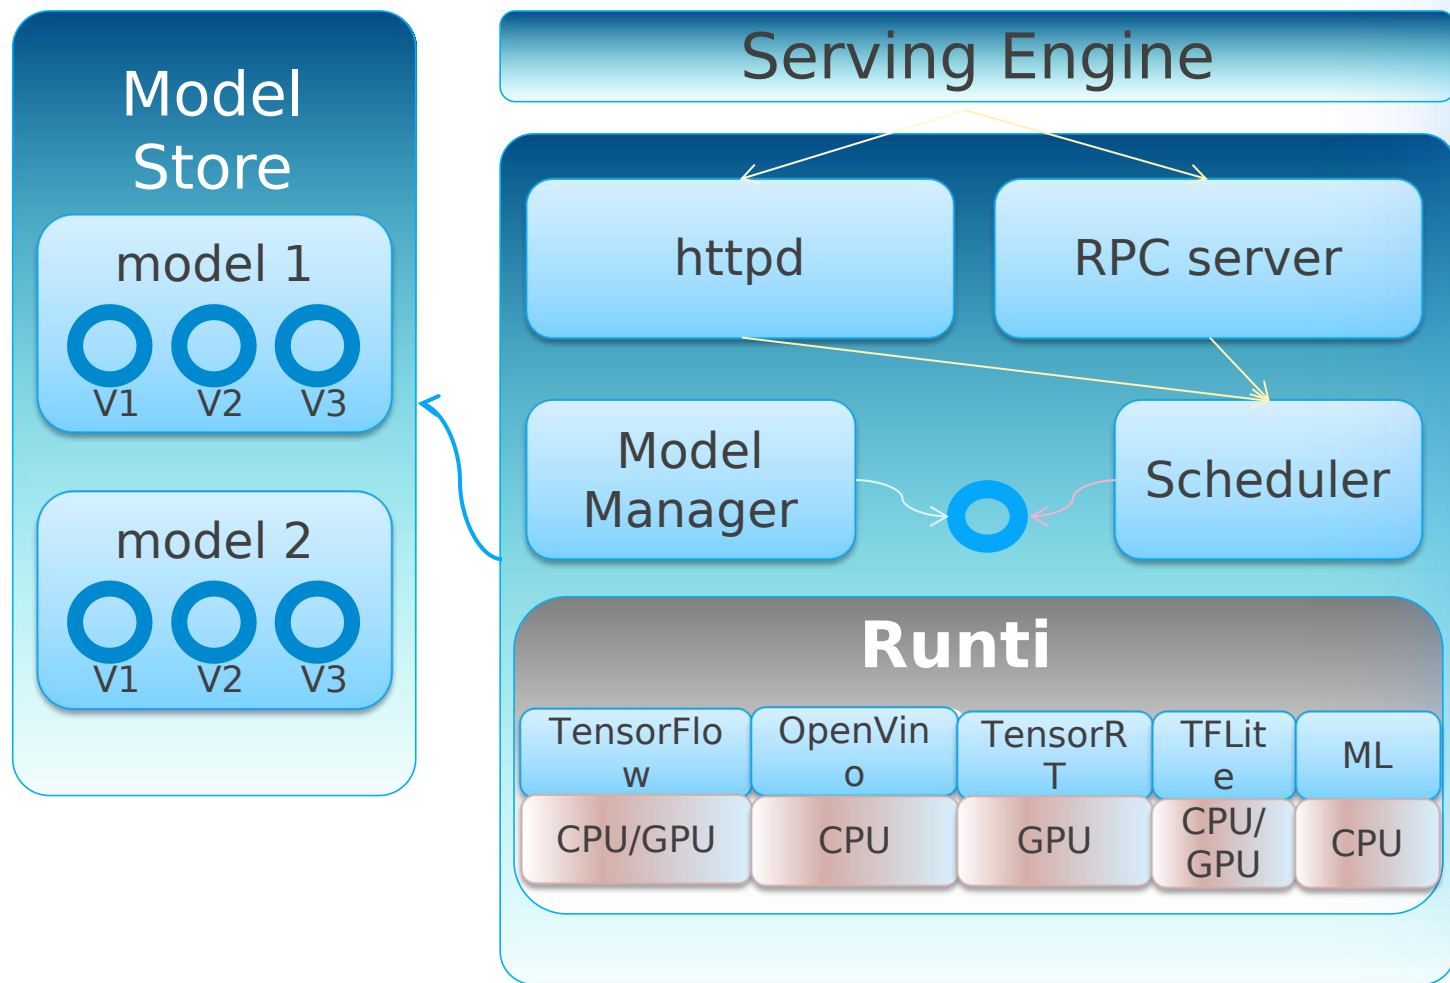 Model
Store
model 1
V1 V2 V3
model 2
V1 V2 V3
Serving Engine
httpd
RPC server
Model
Manager
Scheduler
Runti
TensorFlo
w
OpenVin
o
TensorR
T
TFLit
e
ML
CPU/GPU
CPU
GPU
CPU/
GPU
CPU